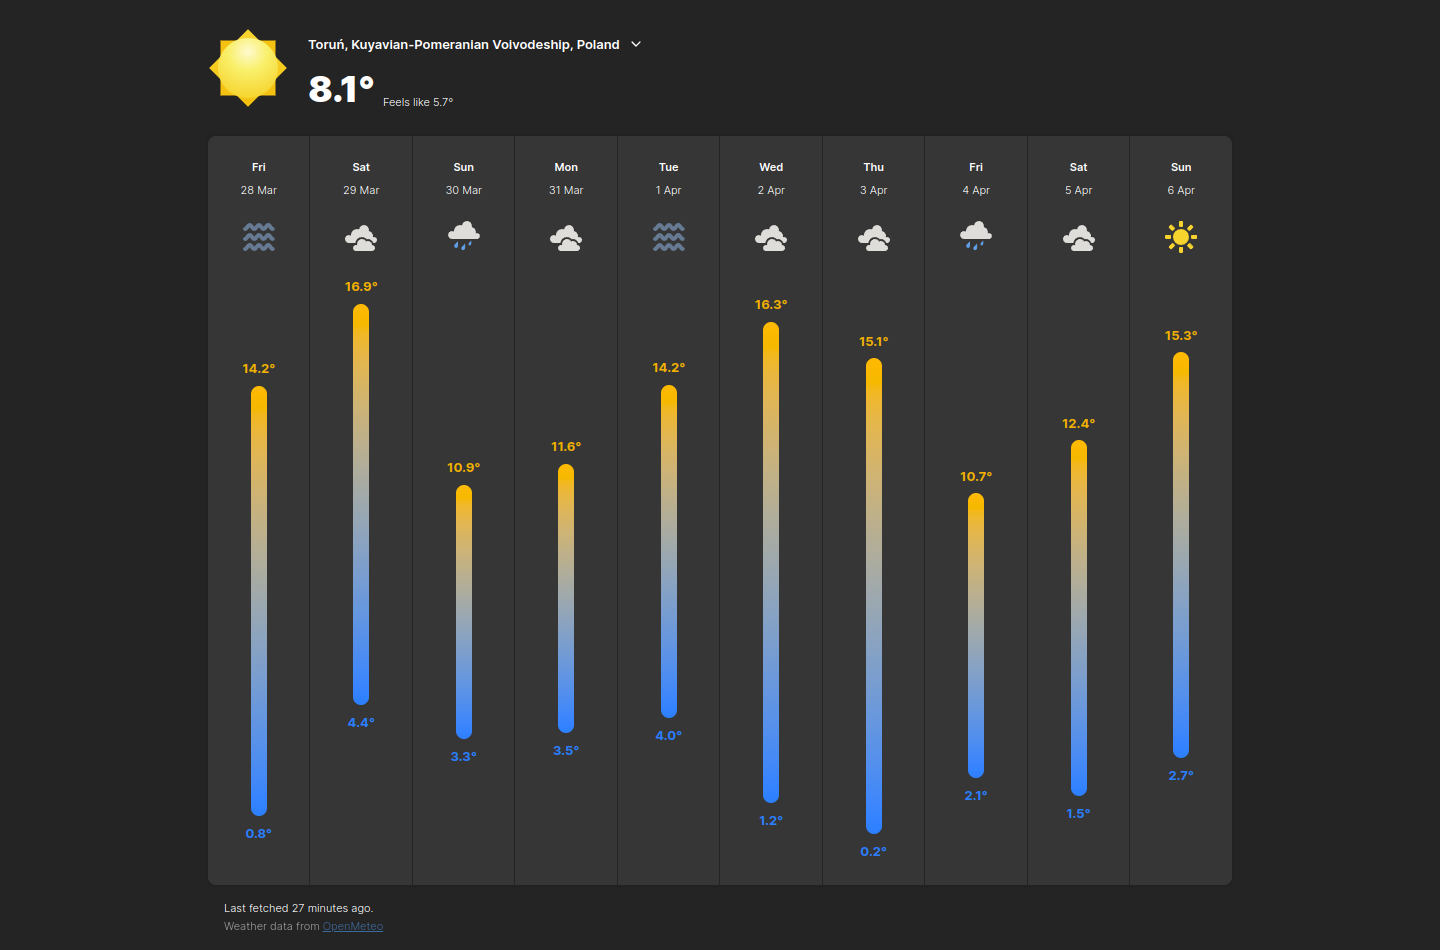 Toruń, Kuyavian-Pomeranian Voivodeship, Poland
8.1° Feels like 5.7°
Fri Sat Sun Mon Tue Wed Thu Fri Sat Sun
28 Mar 29 Mar 30 Mar 31 Mar 1 Apr 2 Apr 3 Apr 4 Apr 5 Apr 6 Apr
14.2° 16.9° 10.9° 11.6° 14.2° 16.3° 15.1° 10.7° 12.4° 15.3°
0.8° 4.4° 3.3° 3.5° 4.0° 1.2° 0.2° 2.1° 1.5° 2.7°
Last fetched 27 minutes ago.
Weather data from OpenMeteo